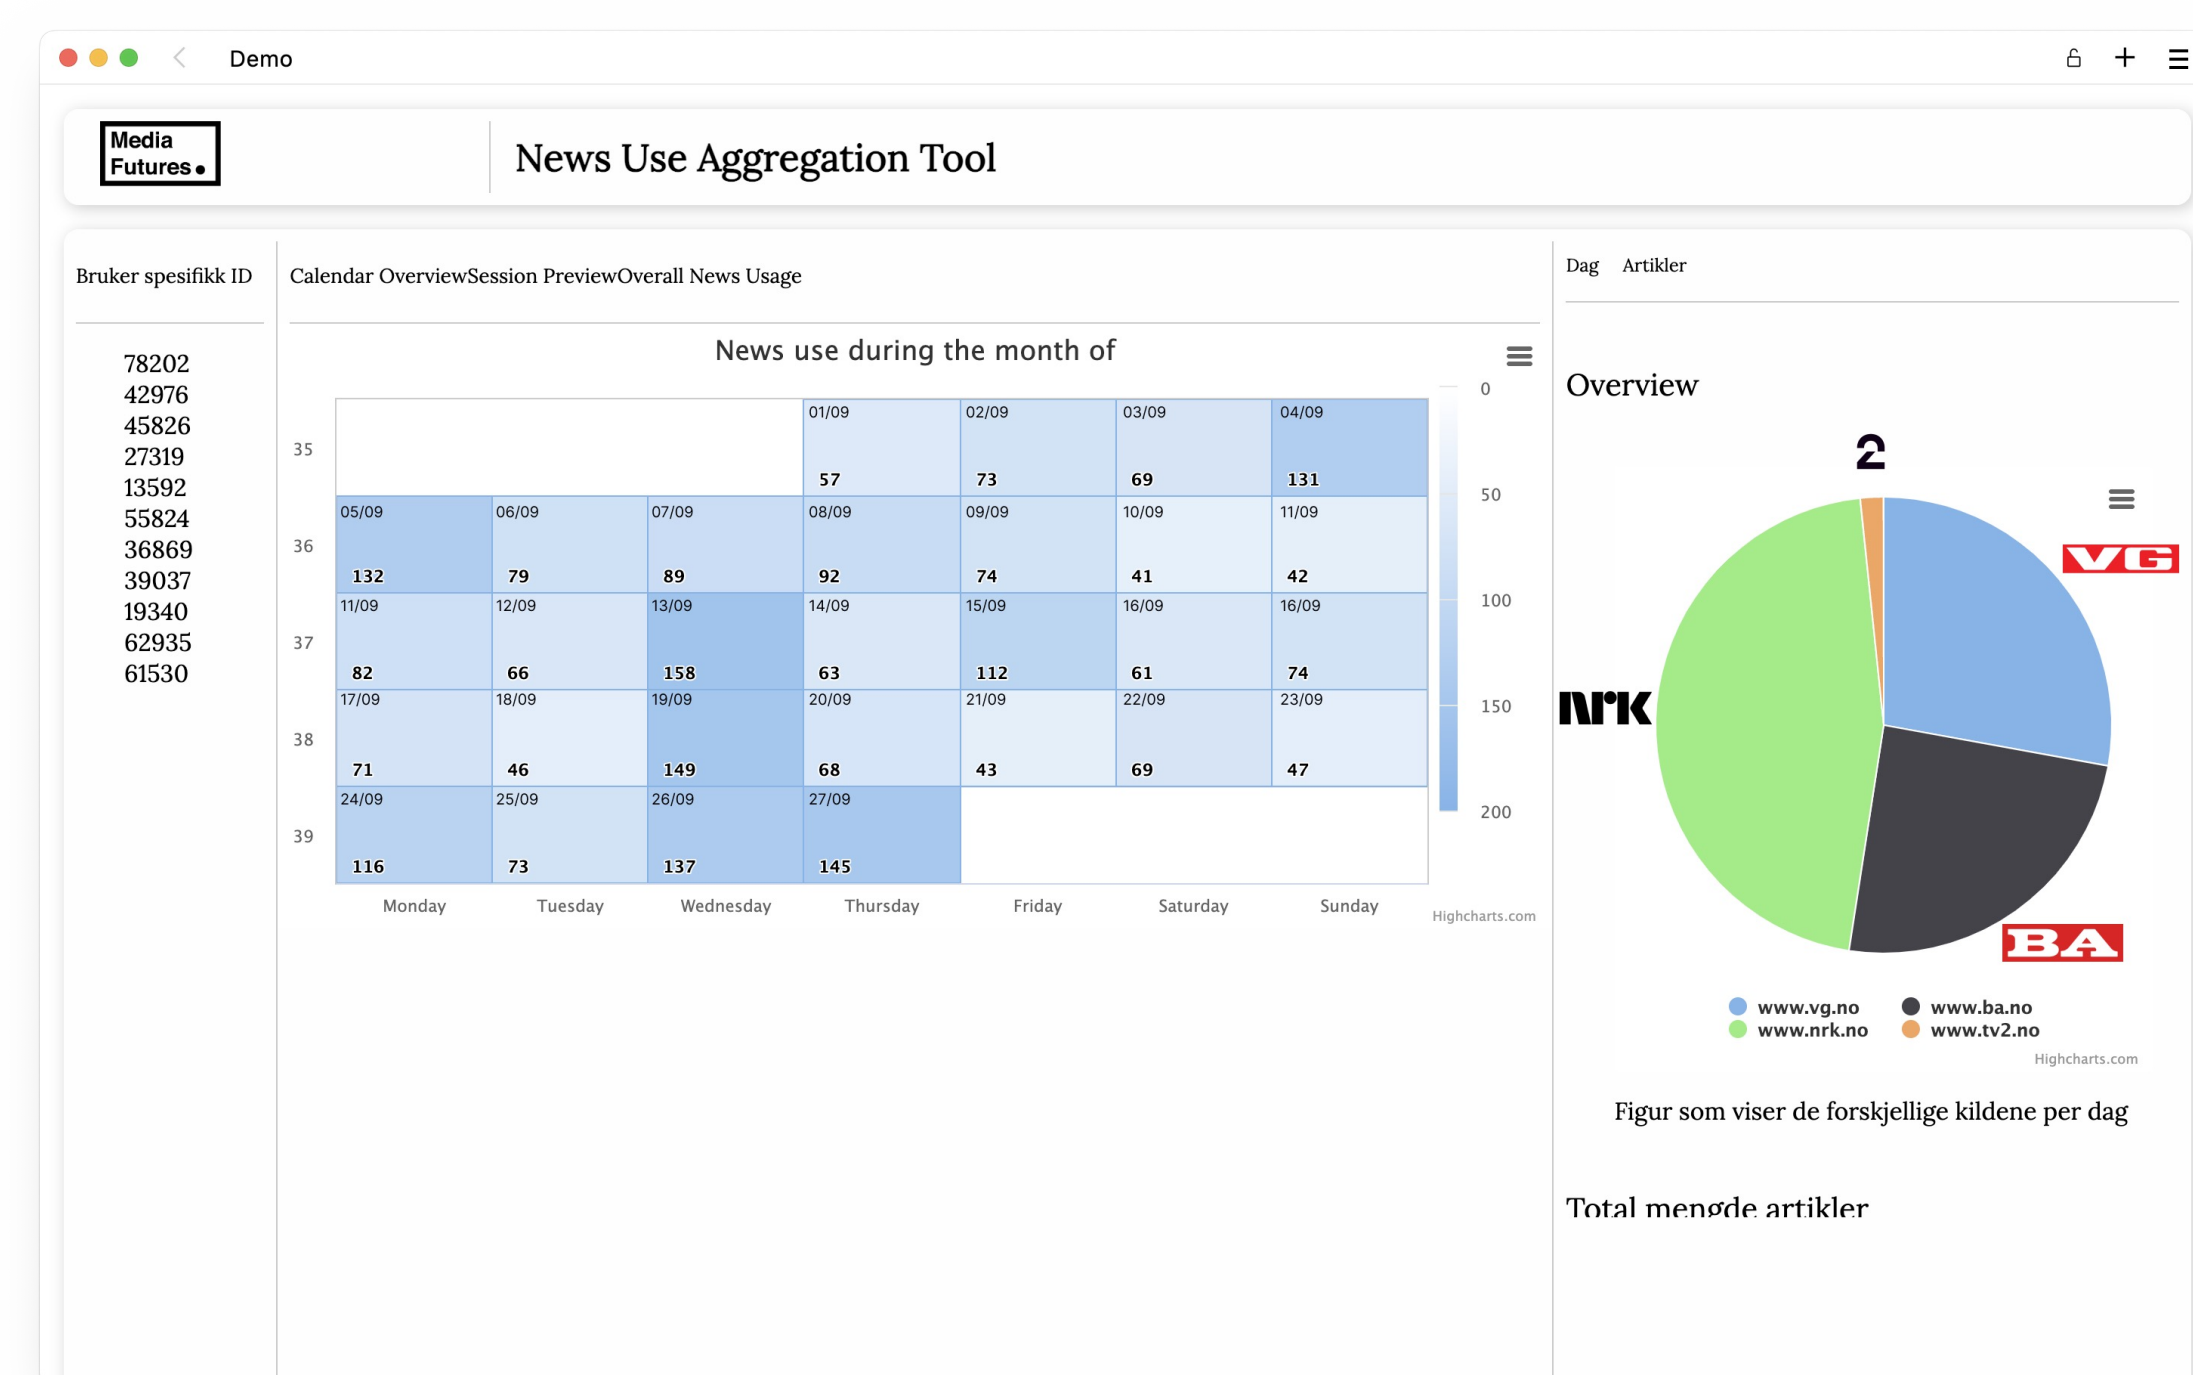 Demo
Media
Futures.
News Use Aggregation Tool
Bruker spesifikk ID
78202
42976
45826
27319
13592
55824
36869
39037
19340
62935
61530
Calendar OverviewSession PreviewOverall News Usage
News use during the month of
35
01/09 02/09 03/09 04/09
57 73 69 131
36
05/09 06/09 07/09 08/09 09/09 10/09 11/09
132 79 89 92 74 41 42
37
11/09 12/09 13/09 14/09 15/09 16/09 16/09
82 66 158 63 112 61 74
38
17/09 18/09 19/09 20/09 21/09 22/09 23/09
71 46 149 68 43 69 47
39
24/09 25/09 26/09 27/09
116 73 137 145
Monday Tuesday Wednesday Thursday Friday Saturday Sunday
0
50
100
150
200
Highcharts.com
Dag Artikler
Overview
2
VG
nrk
BA
www.vg.no www.ba.no
www.nrk.no www.tv2.no
Highcharts.com
Figur som viser de forskjellige kildene per dag
Total mengde artikler